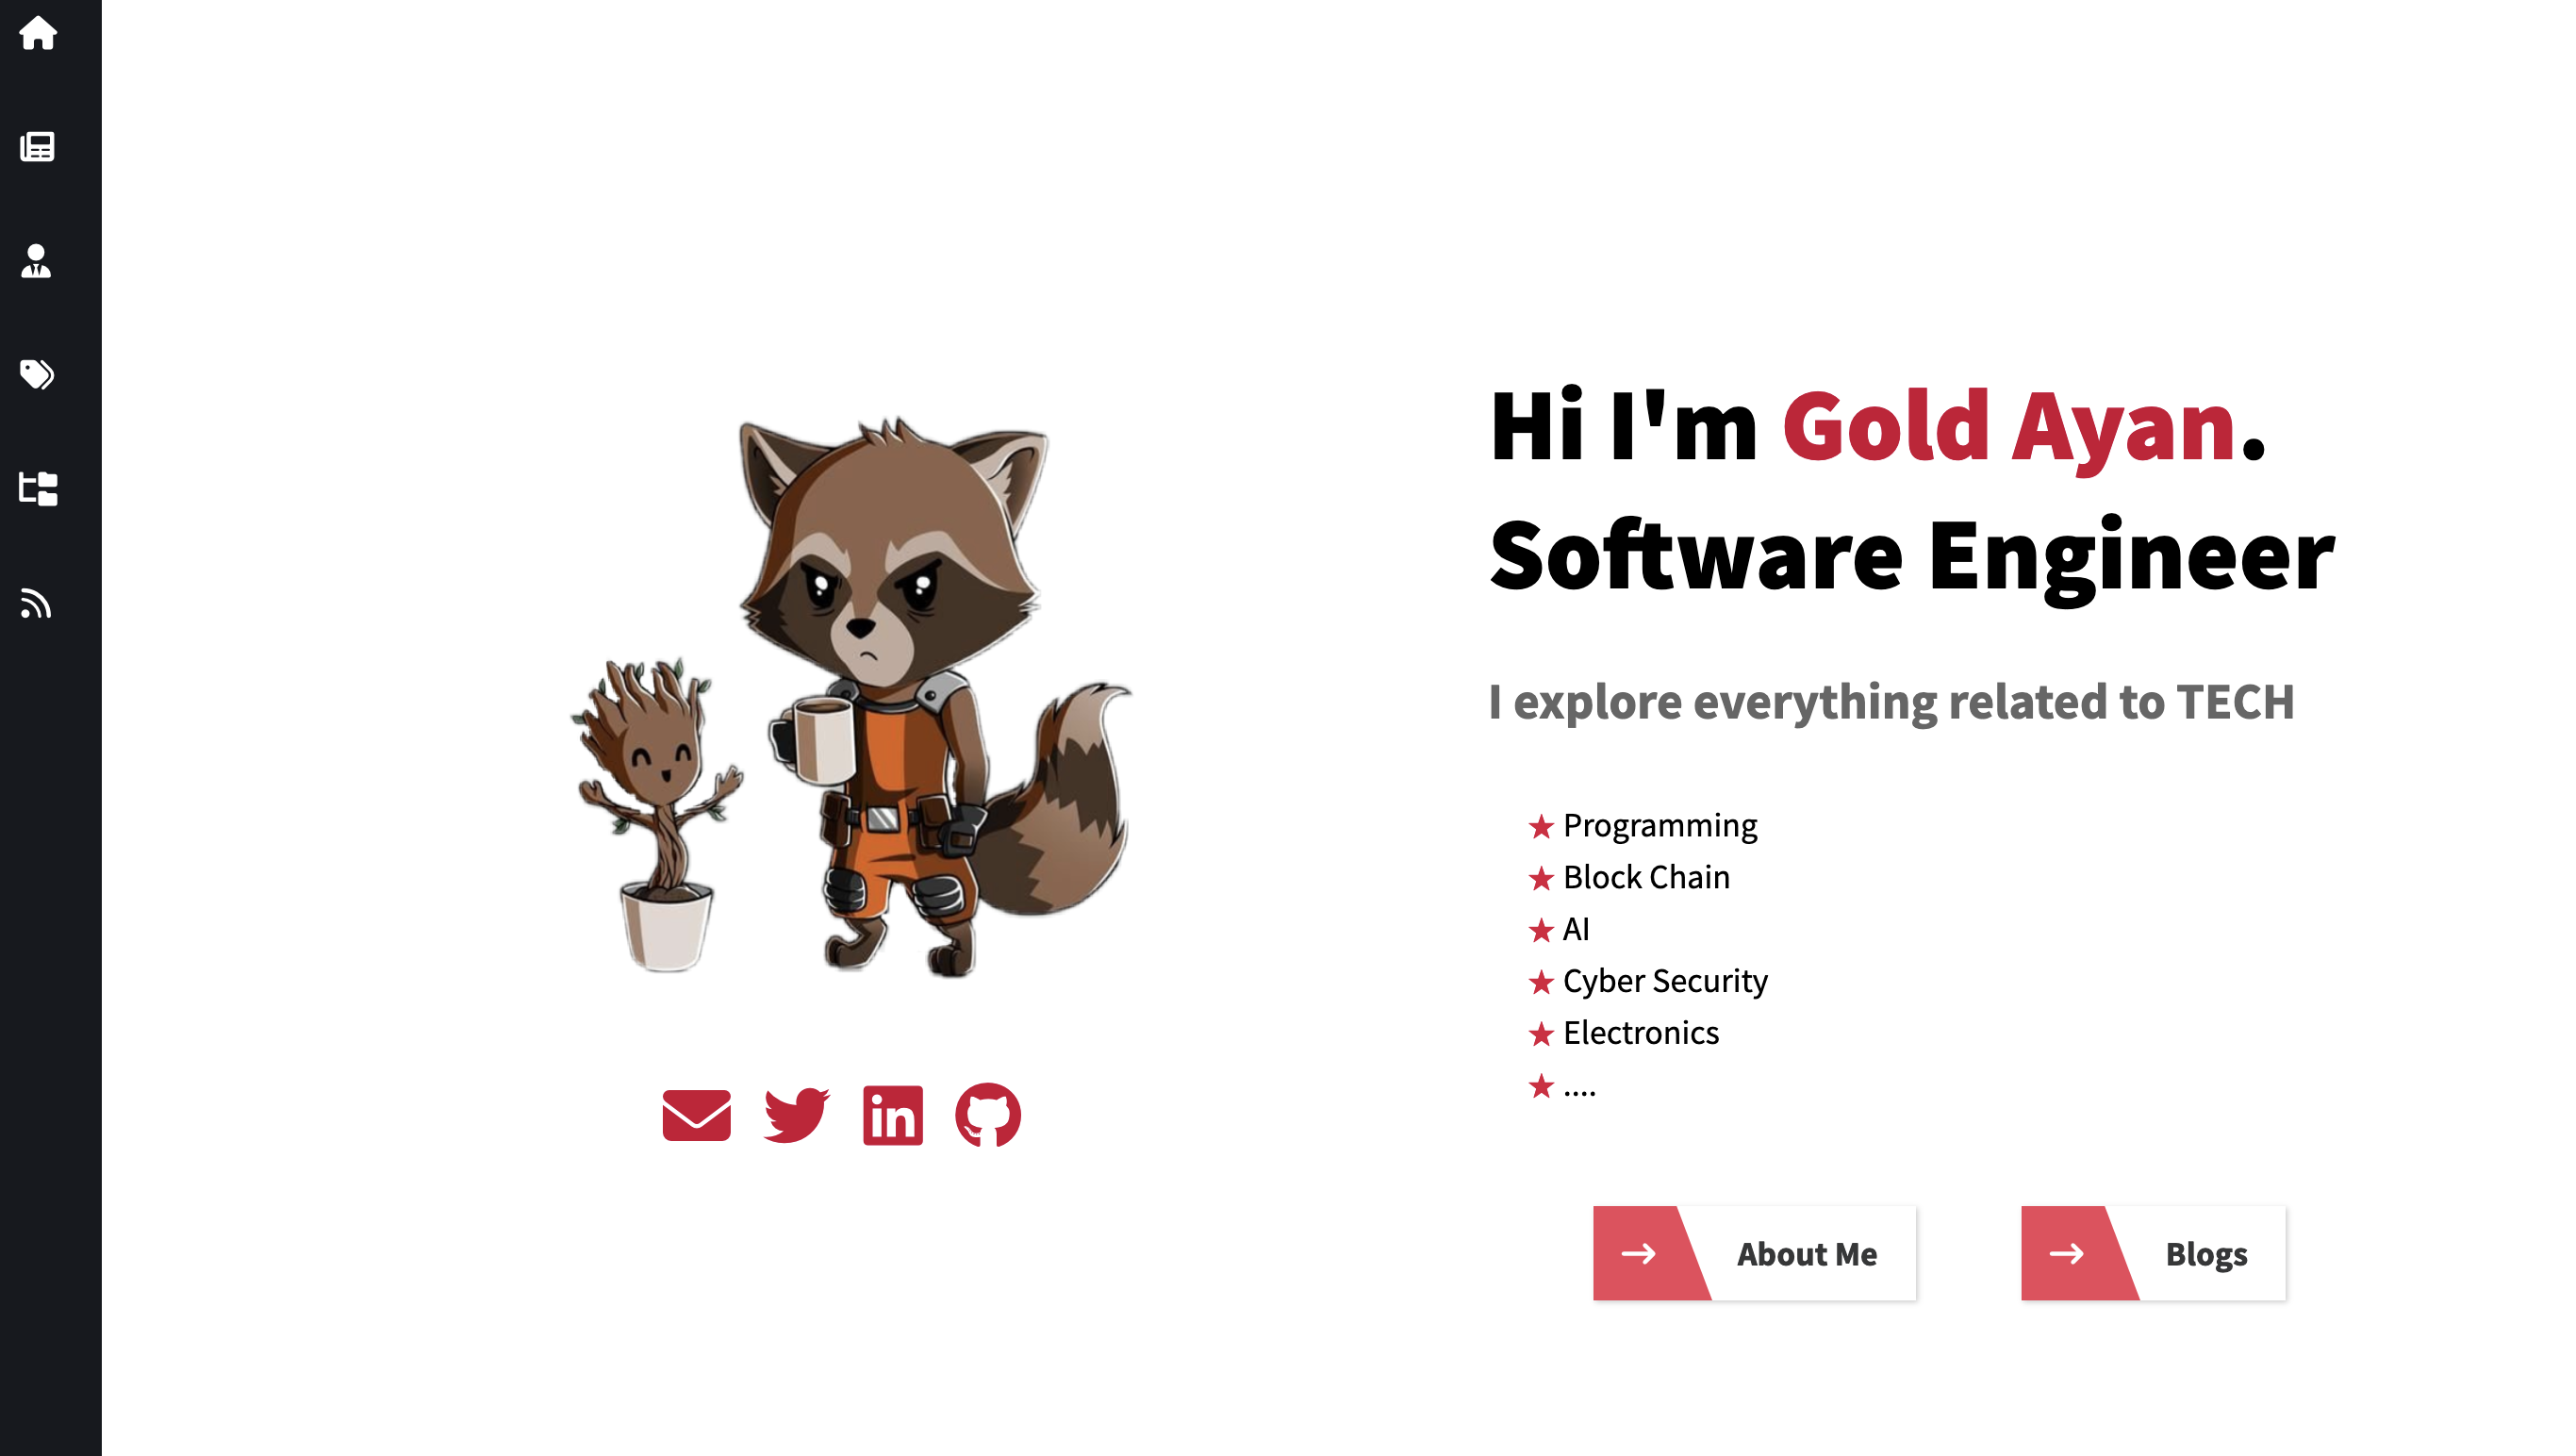 Hi I'm Gold Ayan.
Software Engineer
I explore everything related to TECH
Programming
Block Chain
AI
Cyber Security
Electronics
....
About Me
Blogs